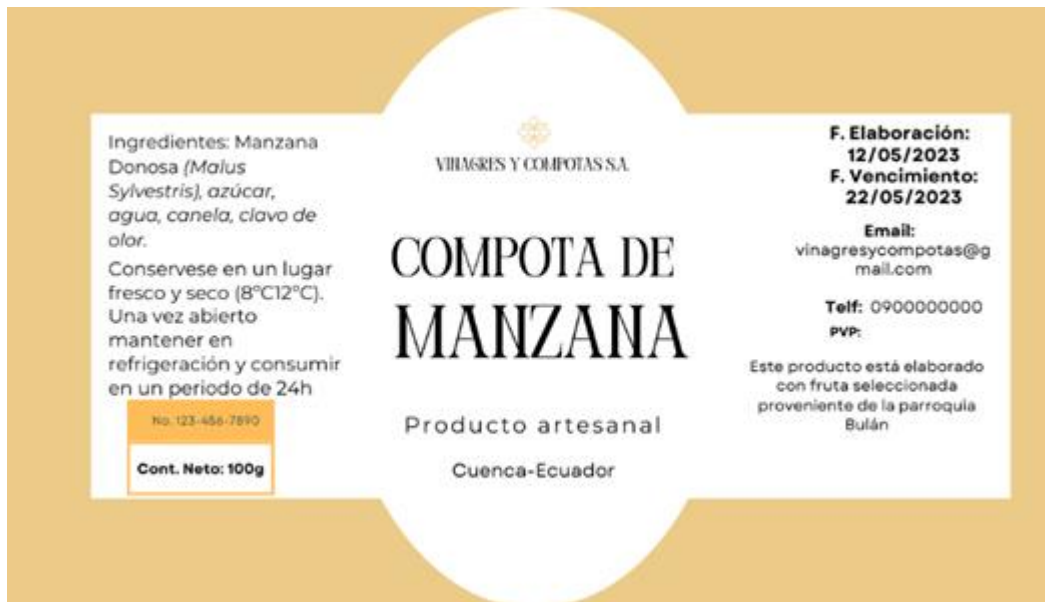 Ingredientes: Manzana
Donosa (Malus
Sylvestris), azúcar,
agua, canela, clavo de
olor.
Conservese en un lugar
fresco y seco (8ºC12ºC).
Una vez abierto
mantener en
refrigeración y consumir
en un periodo de 24h
No. 123-456-7890
Cont. Neto: 100g
VINAGRES Y COMPOTAS S.A.
COMPOTA DE
MANZANA
Producto artesanal
Cuenca-Ecuador
F. Elaboración:
12/05/2023
F. Vencimiento:
22/05/2023
Email:
vinagresycompotas@g
mail.com
Telf: 0900000000
PVP:
Este producto está elaborado
con fruta seleccionada
proveniente de la parroquia
Bulán